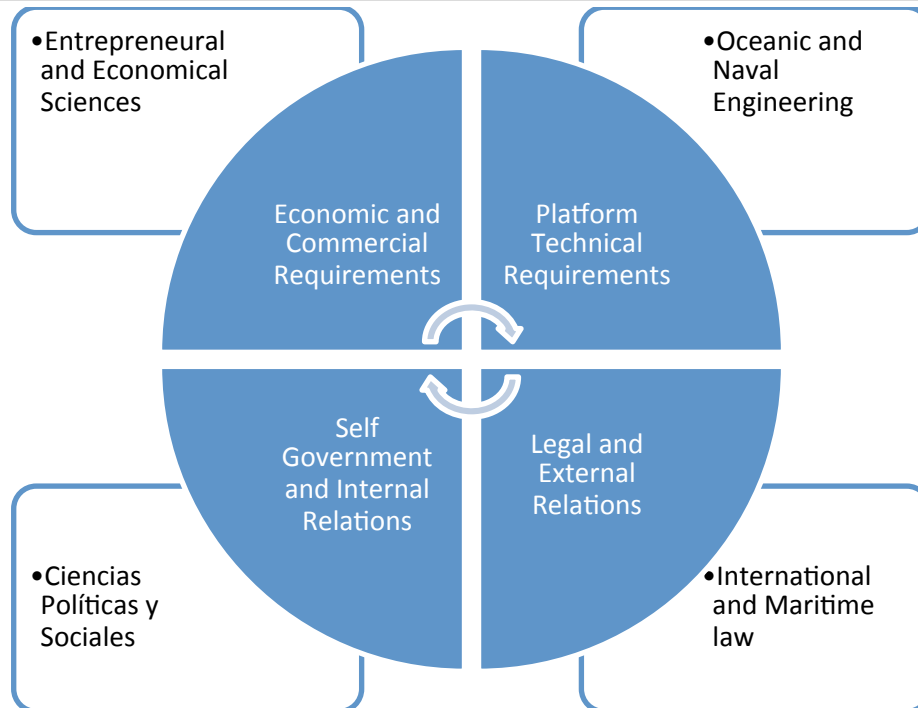 •Entrepreneural
and Economical
Sciences
•Oceanic and
Naval
Engineering
Economic and
Commercial
Requirements
Platform
Technical
Requirements
Self
Government
and Internal
Relations
Legal and
External
Relations
•Ciencias
Políticas y
Sociales
•International
and Maritime
law